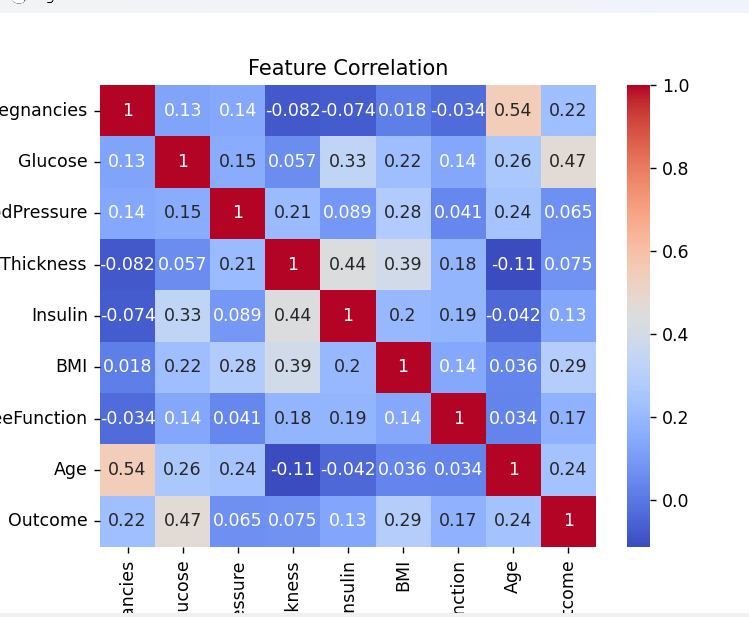 Feature Correlation
egnancies 1 0.13 0.14 -0.082 -0.074 0.018 -0.034 0.54 0.22
Glucose 0.13 1 0.15 0.057 0.33 0.22 0.14 0.26 0.47
dPressure 0.14 0.15 1 0.21 0.089 0.28 0.041 0.24 0.065
Thickness -0.082 0.057 0.21 1 0.44 0.39 0.18 -0.11 0.075
Insulin -0.074 0.33 0.089 0.44 1 0.2 0.19 -0.042 0.13
BMI 0.018 0.22 0.28 0.39 0.2 1 0.14 0.036 0.29
eeFunction -0.034 0.14 0.041 0.18 0.19 0.14 1 0.034 0.17
Age 0.54 0.26 0.24 -0.11 -0.042 0.036 0.034 1 0.24
Outcome 0.22 0.47 0.065 0.075 0.13 0.29 0.17 0.24 1
ancies
ucose
essure
kness
nsulin
BMI
nction
Age
tcome
1.0
0.8
0.6
0.4
0.2
0.0